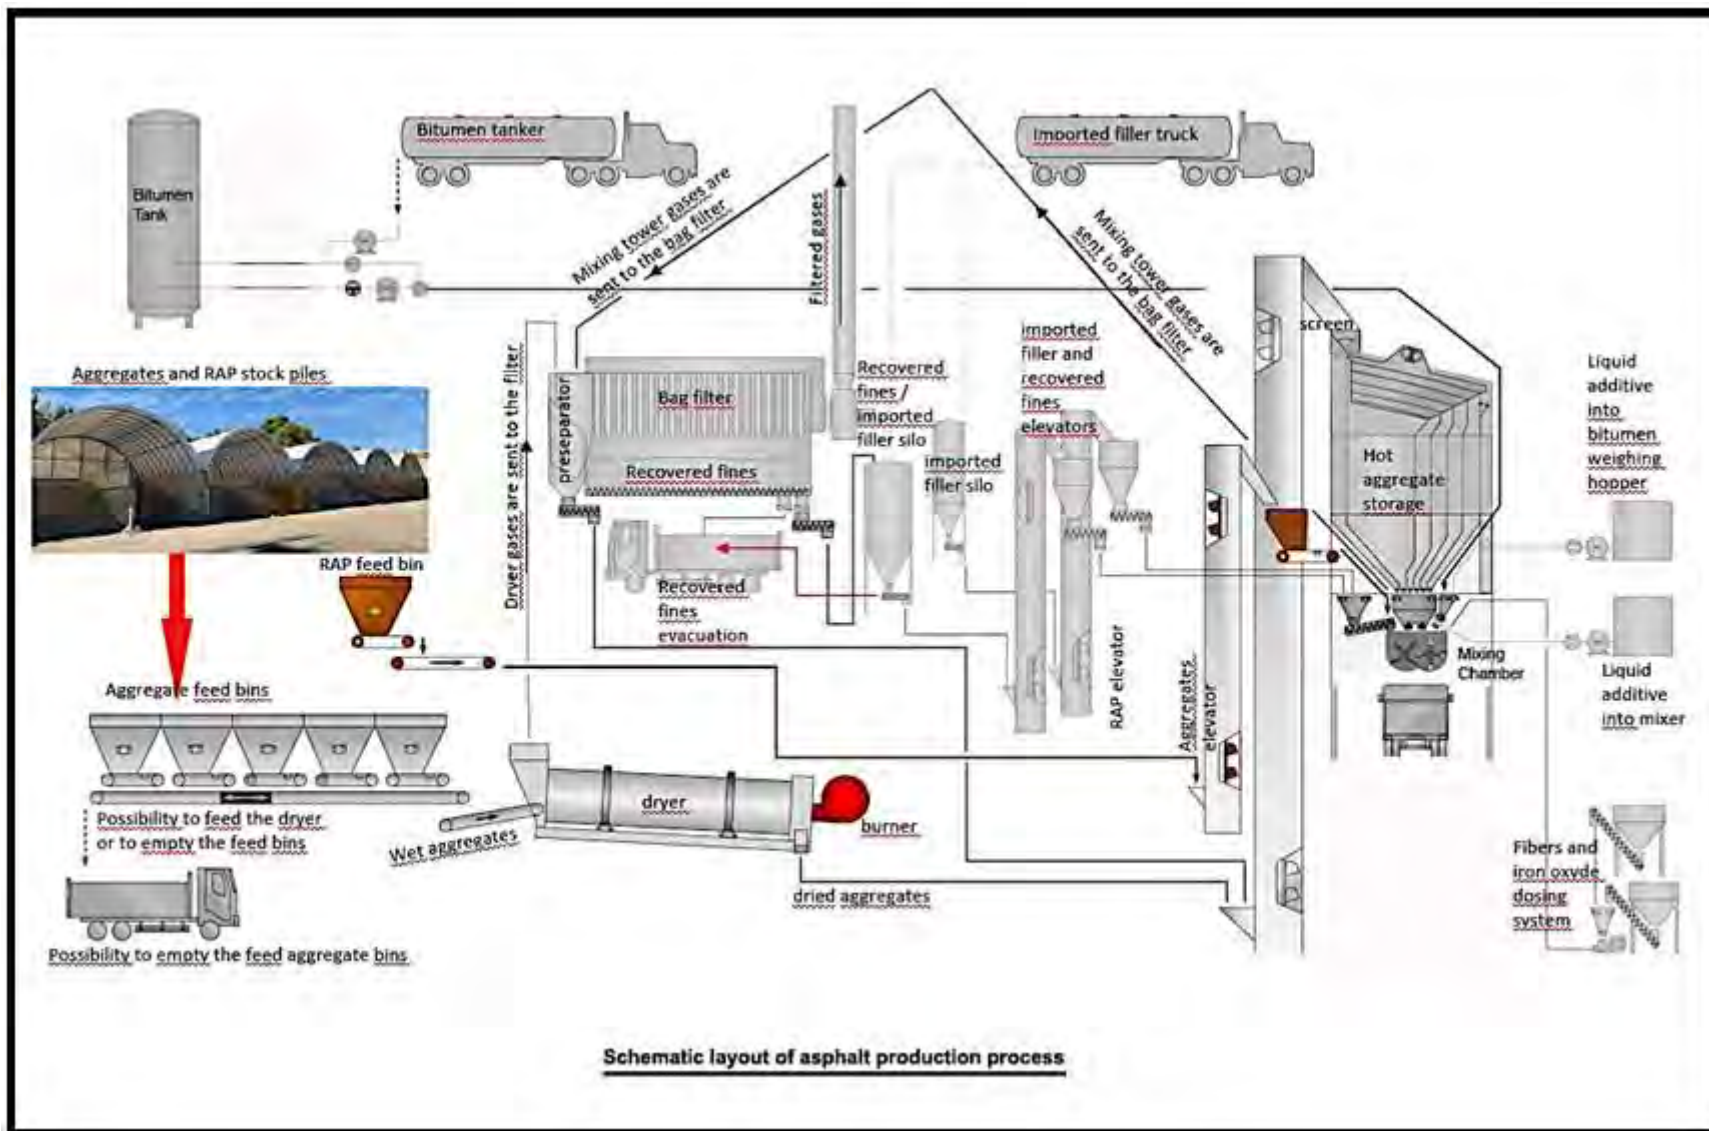 Bitumen tanker
Imported filler truck
Bitumen
Tank
Mixing tower gases are
sent to the bag filter
Filtered gases
Mixing tower gases are
sent to the bag filter
screen
Aggregates and RAP stock piles
Dryer gases are sent to the filter
preseparator
Bag filter
Recovered fines
Recovered
fines /
imported
filler silo
imported
filler silo
imported
filler and
recovered
fines
elevators
Hot
aggregate
storage
Liquid
additive
into
bitumen
weighing
hopper
RAP feed bin
Recovered
fines
evacuation
RAP elevator
Aggregates
elevator
Mixing
Chamber
Liquid
additive
into mixer
Aggregate feed bins
Possibility to feed the dryer
or to empty the feed bins
Wet aggregates
dryer
burner
dried aggregates
Fibers and
iron oxyde
dosing
system
Possibility to empty the feed aggregate bins
Schematic layout of asphalt production process